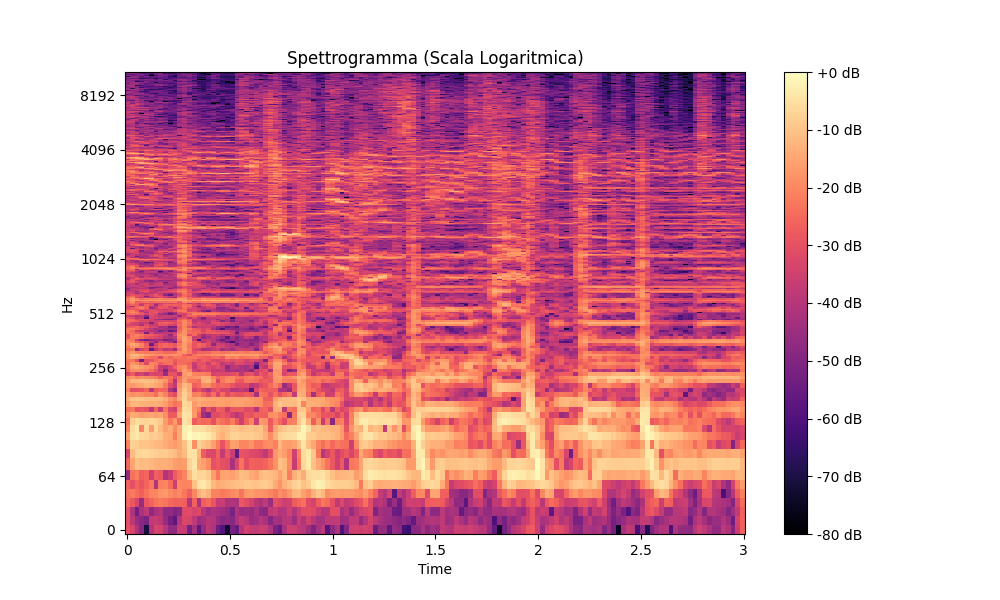 Spettrogramma (Scala Logaritmica)
Hz
8192
4096
2048
1024
512
256
128
64
0
0 0.5 1 1.5 2 2.5 3
Time
+0 dB
-10 dB
-20 dB
-30 dB
-40 dB
-50 dB
-60 dB
-70 dB
-80 dB